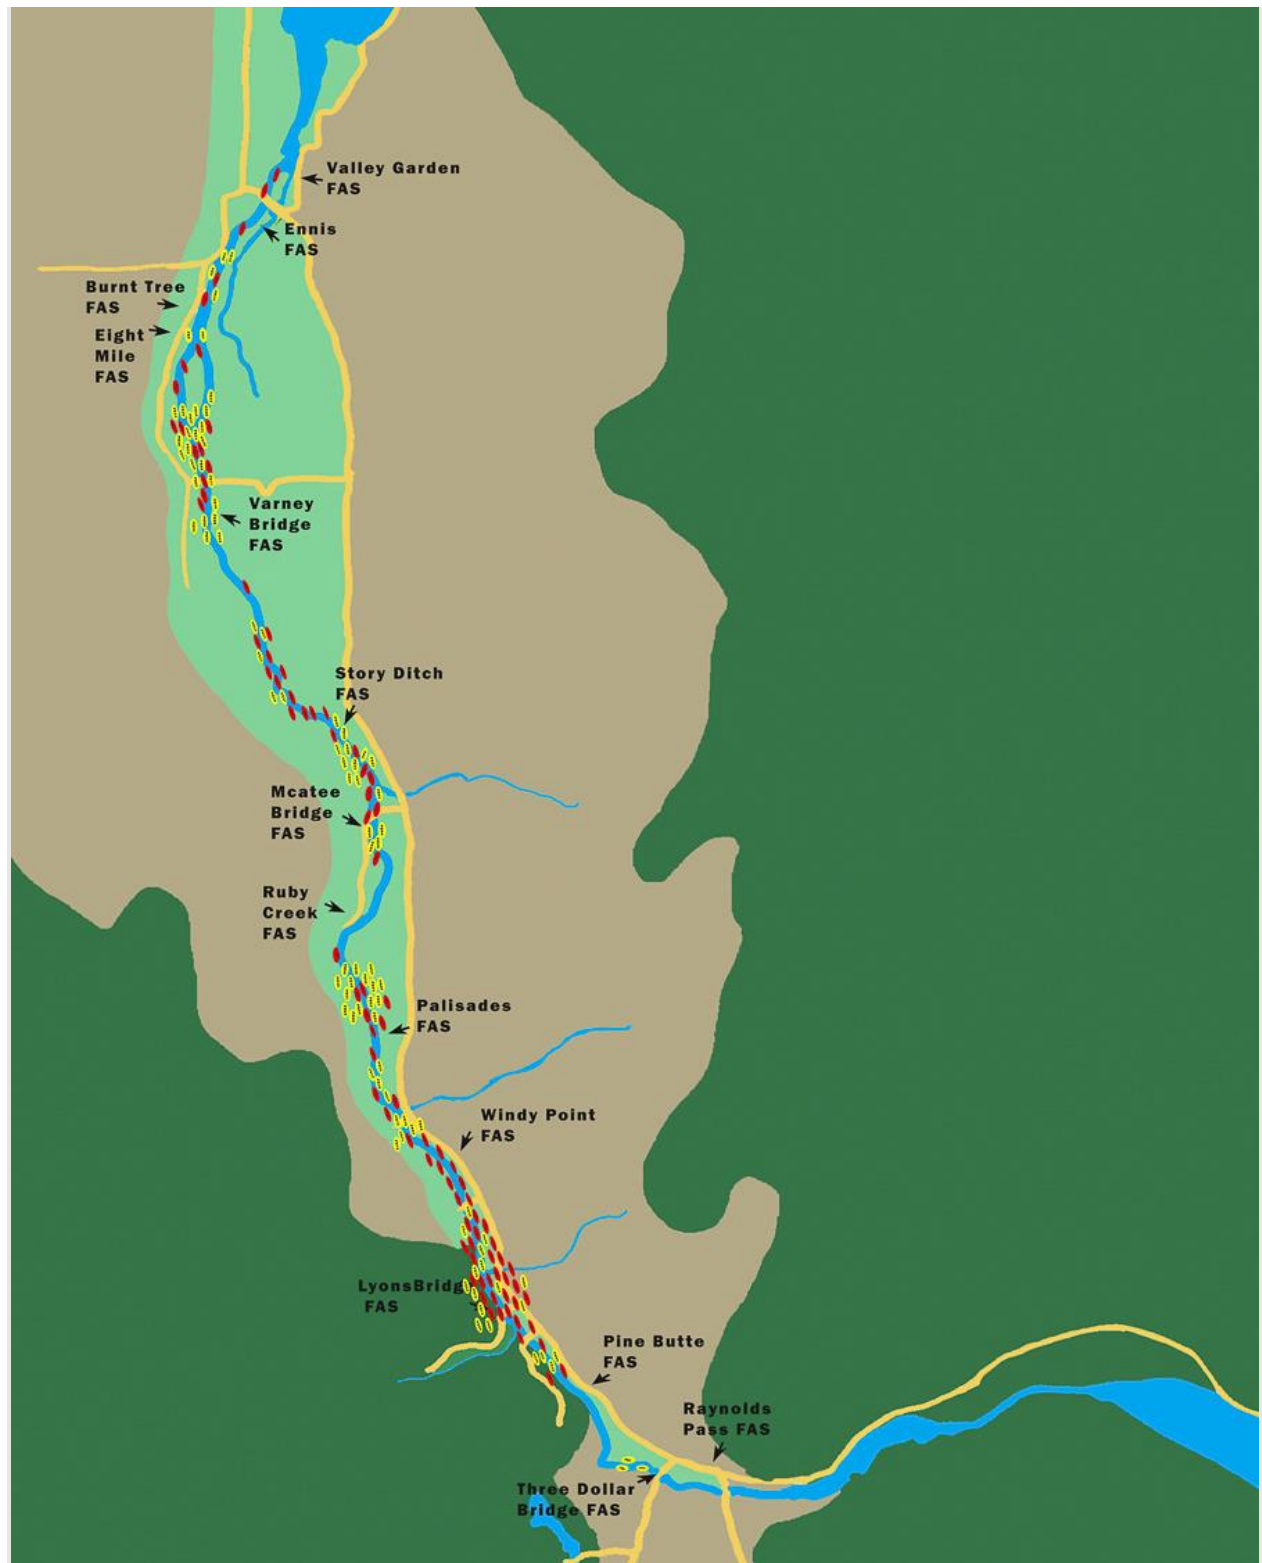 Valley Garden
FAS
Ennis
FAS
Burnt Tree
FAS
Eight
Mile
FAS
Varney
Bridge
FAS
Story Ditch
FAS
Mcatee
Bridge
FAS
Ruby
Creek
FAS
Palisades
FAS
Windy Point
FAS
LyonsBridg
FAS
Pine Butte
FAS
Raynolds
Pass FAS
Three Dollar
Bridge FAS